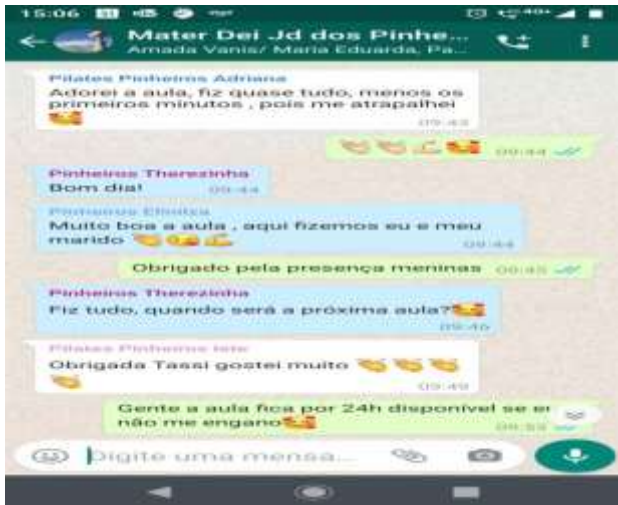 15:06
Mater Dei Jd dos Pinhe...
Amada Vanis/ Maria Eduarda, Pa...
Pilates Pinheiros Adriana
Adorei a aula, fiz quase tudo, menos os
primeiros minutos , pois me atrapalhei
09:43
09:44
Pinheiros Therezinha
Bom dia!
09:44
Pinheiros
Muito boa a aula , aqui fizemos eu e meu
marido
09:44
Obrigado pela presença meninas
09:45
Pinheiros Therezinha
Fiz tudo, quando será a próxima aula?
09:46
Pilates Pinheiros Iete
Obrigada Tassi gostei muito
09:49
Gente a aula fica por 24h disponível se eu
não me engano
09:53
Digite uma mensa...